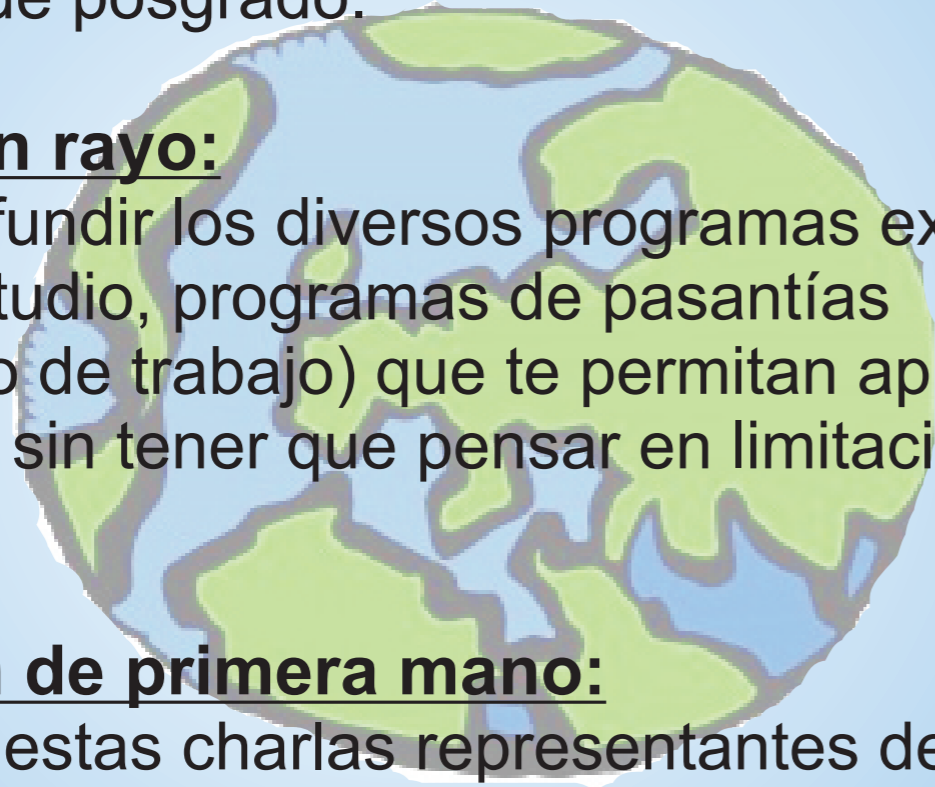 de posgrado.
n rayo:
fundir los diversos programas ex
tudio, programas de pasantías
o de trabajo) que te permitan ap
sin tener que pensar en limitaci
de primera mano:
estas charlas representantes de